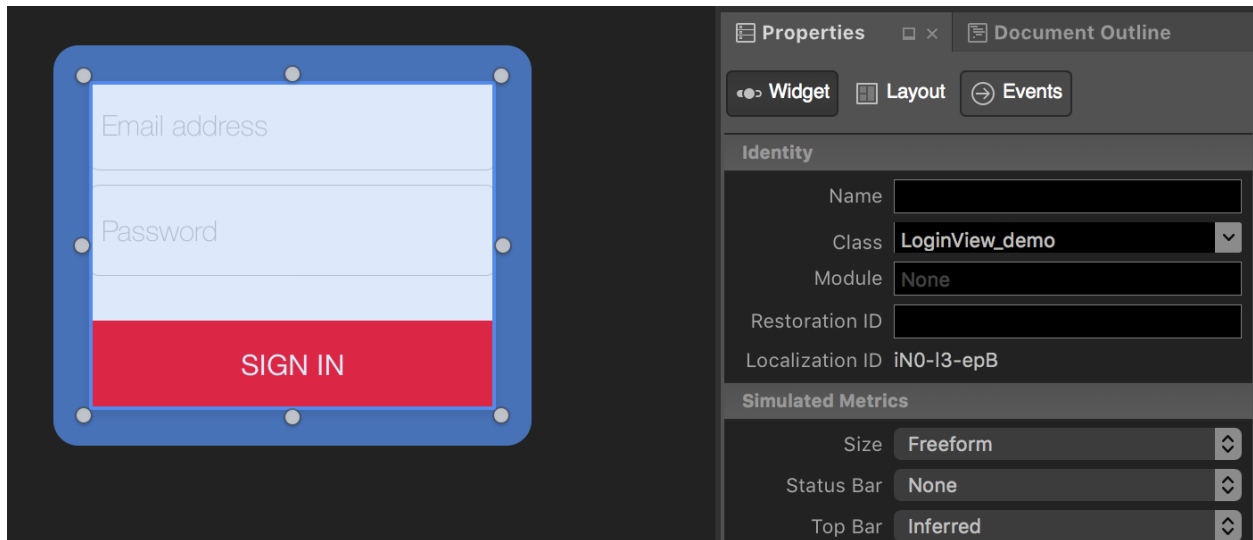 Email address
Password
SIGN IN
Properties Document Outline
Widget Layout Events
Identity
Name
Class LoginView_demo
Module None
Restoration ID
Localization ID iN0-l3-epB
Simulated Metrics
Size Freeform
Status Bar None
Top Bar Inferred